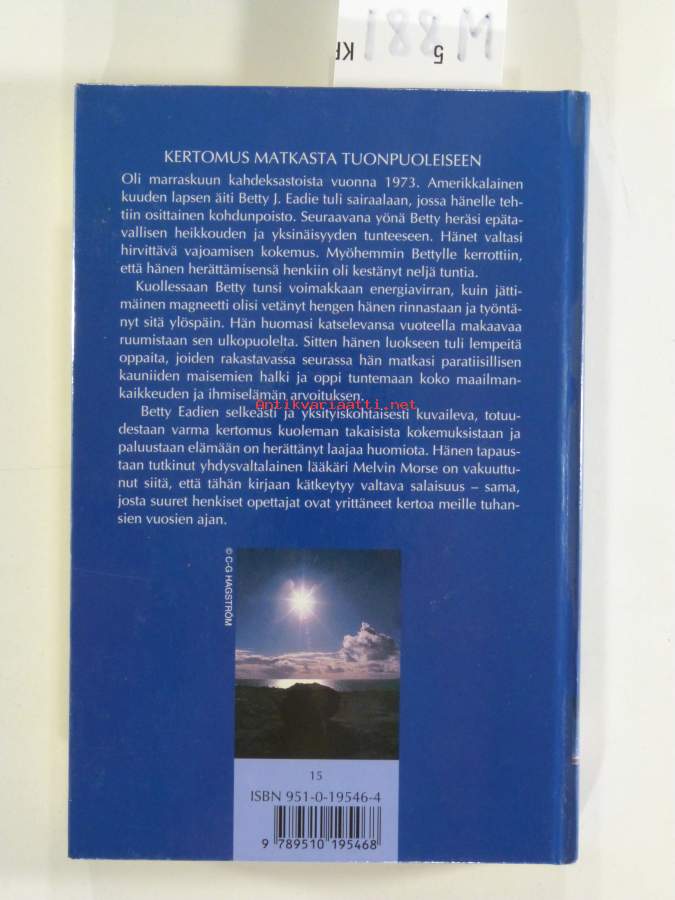 M881
5
KF
KERTOMUS MATKASTA TUONPUOLEISEEN
Oli marraskuun kahdeksastoista vuonna 1973. Amerikkalainen
kuuden lapsen äiti Betty J. Eadie tuli sairaalaan, jossa hänelle teh-
tiin osittainen kohdunpoisto. Seuraavana yönä Betty heräsi epäta-
vallisen heikkouden ja yksinäisyyden tunteeseen. Hänet valtasi
hirvittävä vajoamisen kokemus. Myöhemmin Bettylle kerrottiin,
että hänen herättämisensä henkiin oli kestänyt neljä tuntia.
Kuollessaan Betty tunsi voimakkaan energiavirran, kuin jätti-
mäinen magneetti olisi vetänyt hengen hänen rinnastaan ja työntä-
nyt sitä ylöspäin. Hän huomasi katselevansa vuoteella makaavaa
ruumistaan sen ulkopuolelta. Sitten hänen luokseen tuli lempeitä
oppaita, joiden rakastavassa seurassa hän matkasi paratiisillisen
kauniiden maisemien halki ja oppi tuntemaan koko maailman-
kaikkeuden ja ihmiselämän arvoituksen.
Antikvariaatti.net
Betty Eadien selkeästi ja yksityiskohtaisesti kuvaileva, totuu-
destaan varma kertomus kuoleman takaisista kokemuksistaan ja
paluustaan elämään on herättänyt laajaa huomiota. Hänen tapaus-
taan tutkinut yhdysvaltalainen lääkäri Melvin Morse on vakuuttu-
nut siitä, että tähän kirjaan kätkeytyy valtava salaisuus – sama,
josta suuret henkiset opettajat ovat yrittäneet kertoa meille tuhan-
sien vuosien ajan.
© C-G HAGSTRÖM
15
ISBN 951-0-19546-4
9 789510 195468